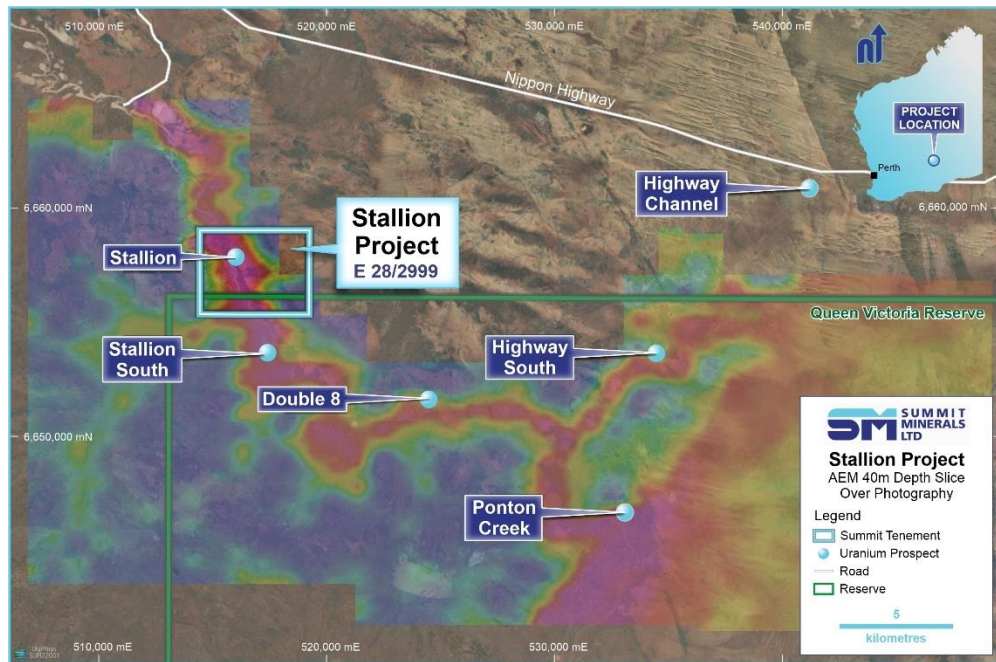 510,000 mE
520,000 mE
530,000 mE
540,000 mE
Nippon Highway
PROJECT
LOCATION
Perth
6,660,000 mN
6,660,000 mN
Highway
Channel
Stallion
Project
E 28/2999
Stallion
Queen Victoria Reserve
Stallion
South
Highway
South
Double 8
6,650,000 mN
Ponton
Creek
SM SUMMIT
MINERALS
LTD
Stallion Project
AEM 40m Depth Slice
Over Photography
Legend
Summit Tenement
Uranium Prospect
Road
Reserve
5
kilometres
510,000 mE
520,000 mE
530,000 mE